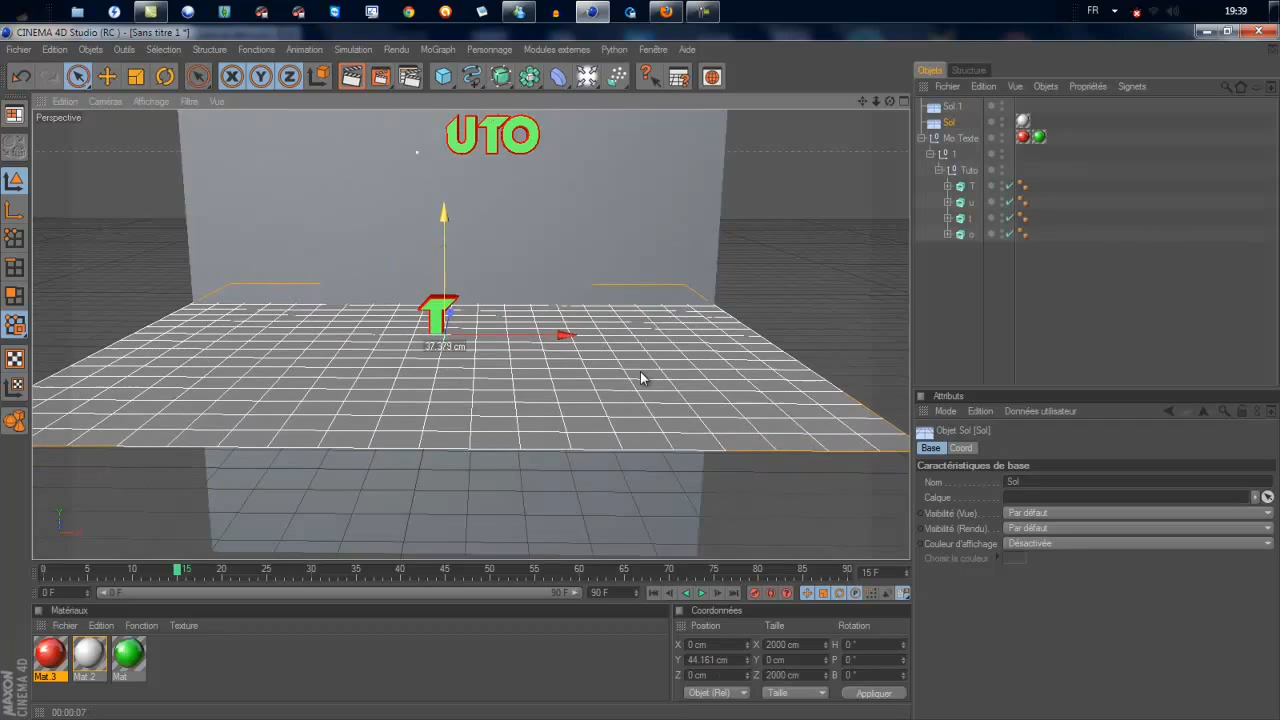 FR
19:39
CINEMA 4D Studio (RC) - [Sans titre 1 *]
Fichier Edition Objets Outils Sélection Structure Fonctions Animation Simulation Rendu MoGraph Personnage Modules externes Python Fenêtre Aide
X Y Z
Objets Structure
Fichier Edition Vue Objets Propriétés Signets
Edition Caméras Affichage Filtre Vue
Perspective
UTO
T
37.373 cm
Y
Sol 1
Sol
Mo Texte
1
Tuto
T
u
t
o
Attributs
Mode Edition Données utilisateur
Objet Sol [Sol]
Base Coord
Caractéristiques de base
Nom Sol
Calque
Visibilité (Vue) Par défaut
Visibilité (Rendu) Par défaut
Couleur d'affichage Désactivée
Choisir la couleur
0 5 10 15 20 25 30 35 40 45 50 55 60 65 70 75 80 85 90
15 F
0 F
0 F
90 F
90 F
Matériaux
Fichier Edition Fonction Texture
Mat.3
Mat 2
Mat
Coordonnées
Position Taille Rotation
X 0 cm X 2000 cm H 0 °
Y 44.161 cm Y 0 cm P 0 °
Z 0 cm Z 2000 cm B 0 °
Objet (Rel) Taille Appliquer
MAXON
CINEMA 4D
00:00:07